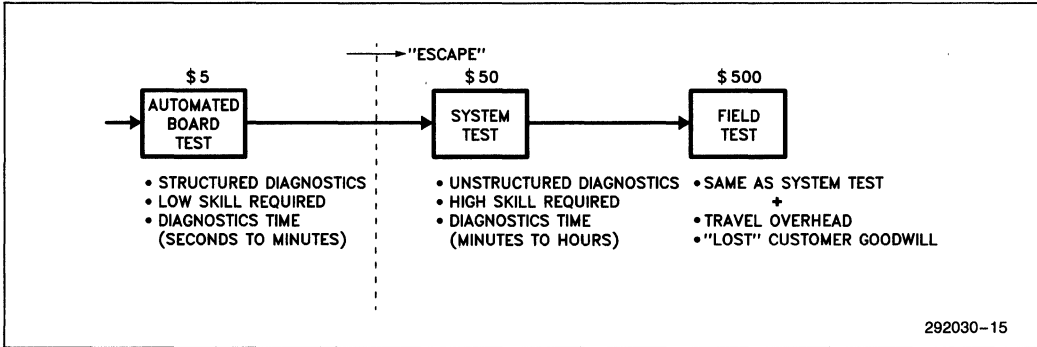 "ESCAPE"
$5
AUTOMATED
BOARD
TEST
$50
SYSTEM
TEST
$500
FIELD
TEST
• STRUCTURED DIAGNOSTICS
• LOW SKILL REQUIRED
• DIAGNOSTICS TIME
(SECONDS TO MINUTES)
• UNSTRUCTURED DIAGNOSTICS
• HIGH SKILL REQUIRED
• DIAGNOSTICS TIME
(MINUTES TO HOURS)
• SAME AS SYSTEM TEST
+
• TRAVEL OVERHEAD
• "LOST" CUSTOMER GOODWILL
292030-15